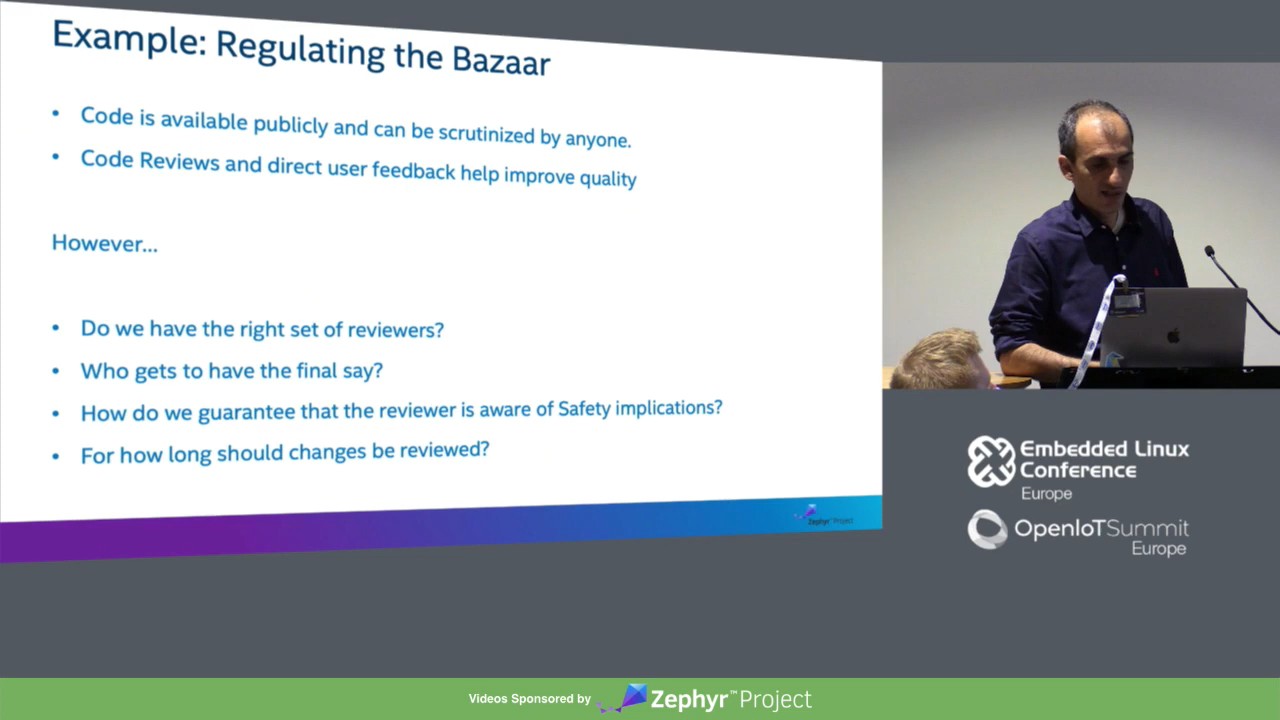 Example: Regulating the Bazaar
• Code is available publicly and can be scrutinized by anyone.
• Code Reviews and direct user feedback help improve quality
However...
• Do we have the right set of reviewers?
• Who gets to have the final say?
• How do we guarantee that the reviewer is aware of Safety implications?
• For how long should changes be reviewed?
Zephyr™ Project
Embedded Linux
Conference
Europe
OpenIoTSummit
Europe
Videos Sponsored by Zephyr™Project